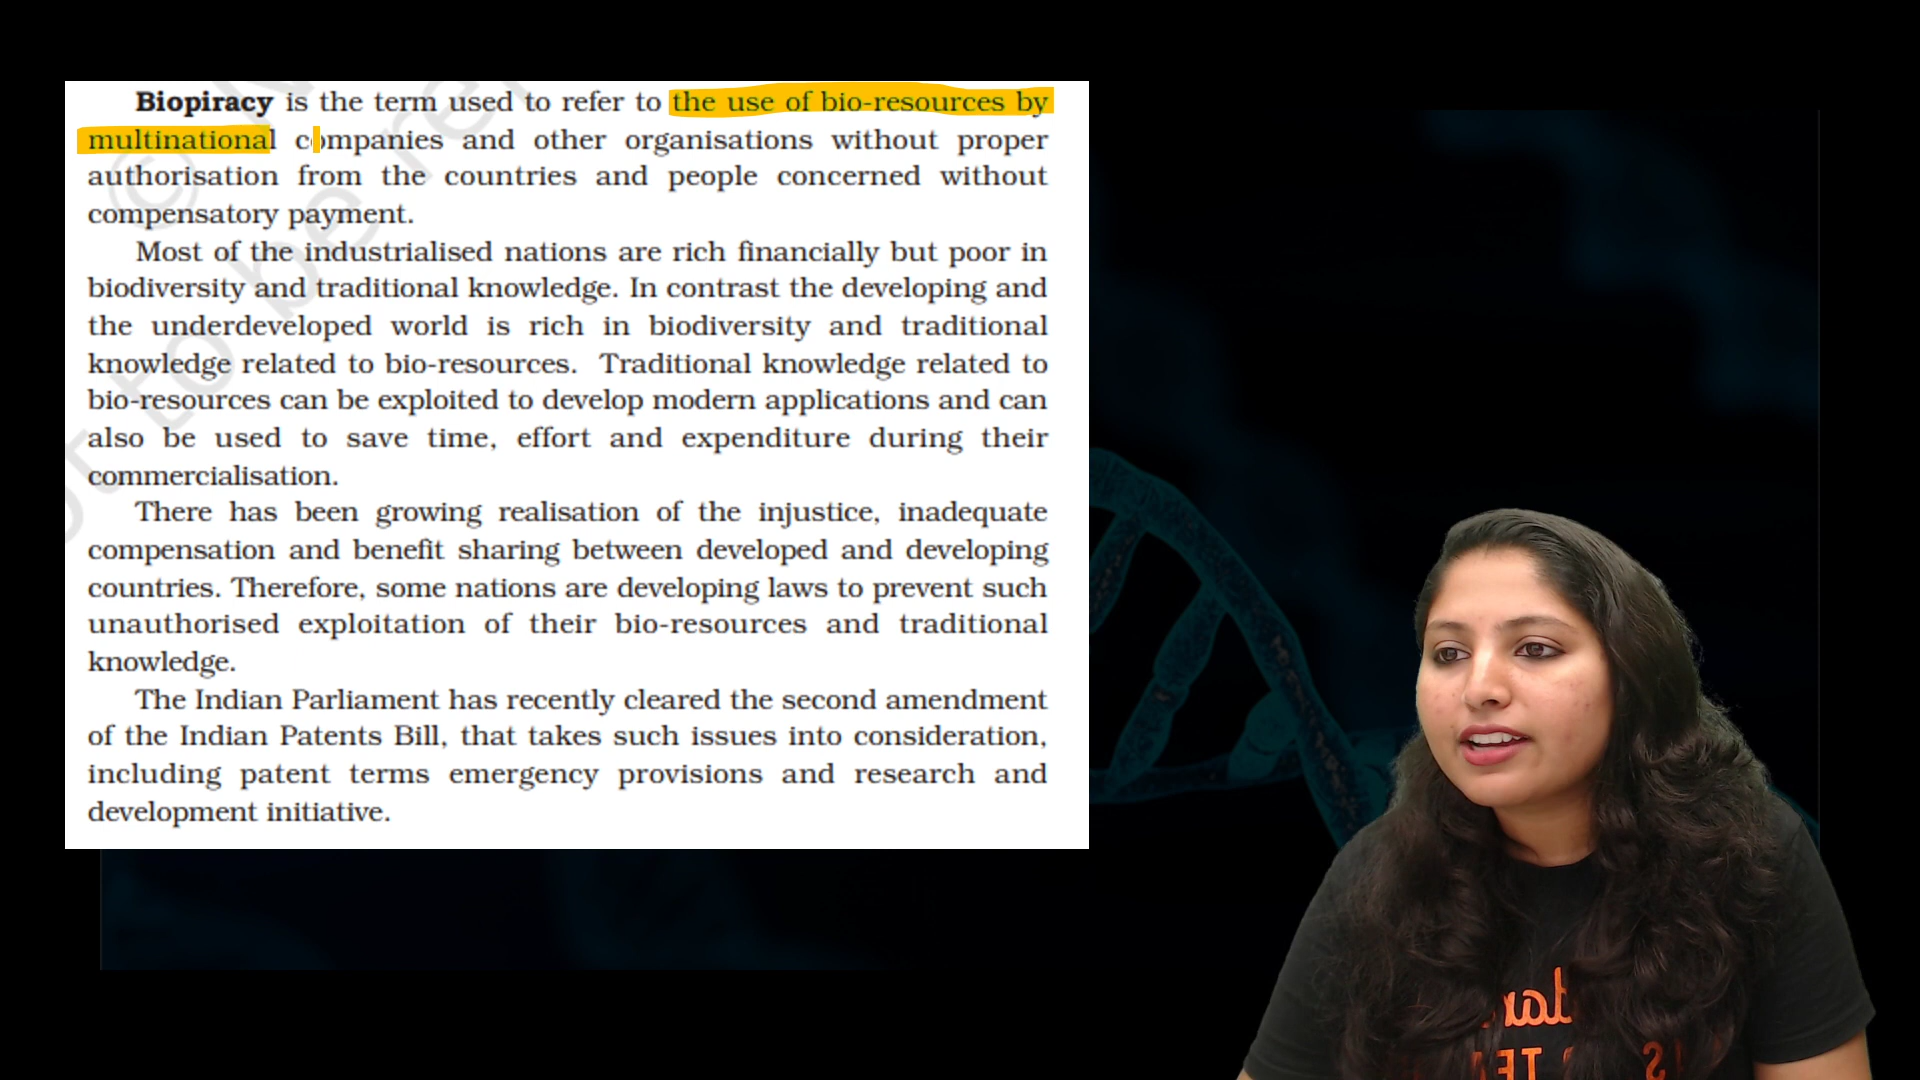 Biopiracy is the term used to refer to the use of bio-resources by
multinational companies and other organisations without proper
authorisation from the countries and people concerned without
compensatory payment.
Most of the industrialised nations are rich financially but poor in
biodiversity and traditional knowledge. In contrast the developing and
the underdeveloped world is rich in biodiversity and traditional
knowledge related to bio-resources. Traditional knowledge related to
bio-resources can be exploited to develop modern applications and can
also be used to save time, effort and expenditure during their
commercialisation.
There has been growing realisation of the injustice, inadequate
compensation and benefit sharing between developed and developing
countries. Therefore, some nations are developing laws to prevent such
unauthorised exploitation of their bio-resources and traditional
knowledge.
The Indian Parliament has recently cleared the second amendment
of the Indian Patents Bill, that takes such issues into consideration,
including patent terms emergency provisions and research and
development initiative.